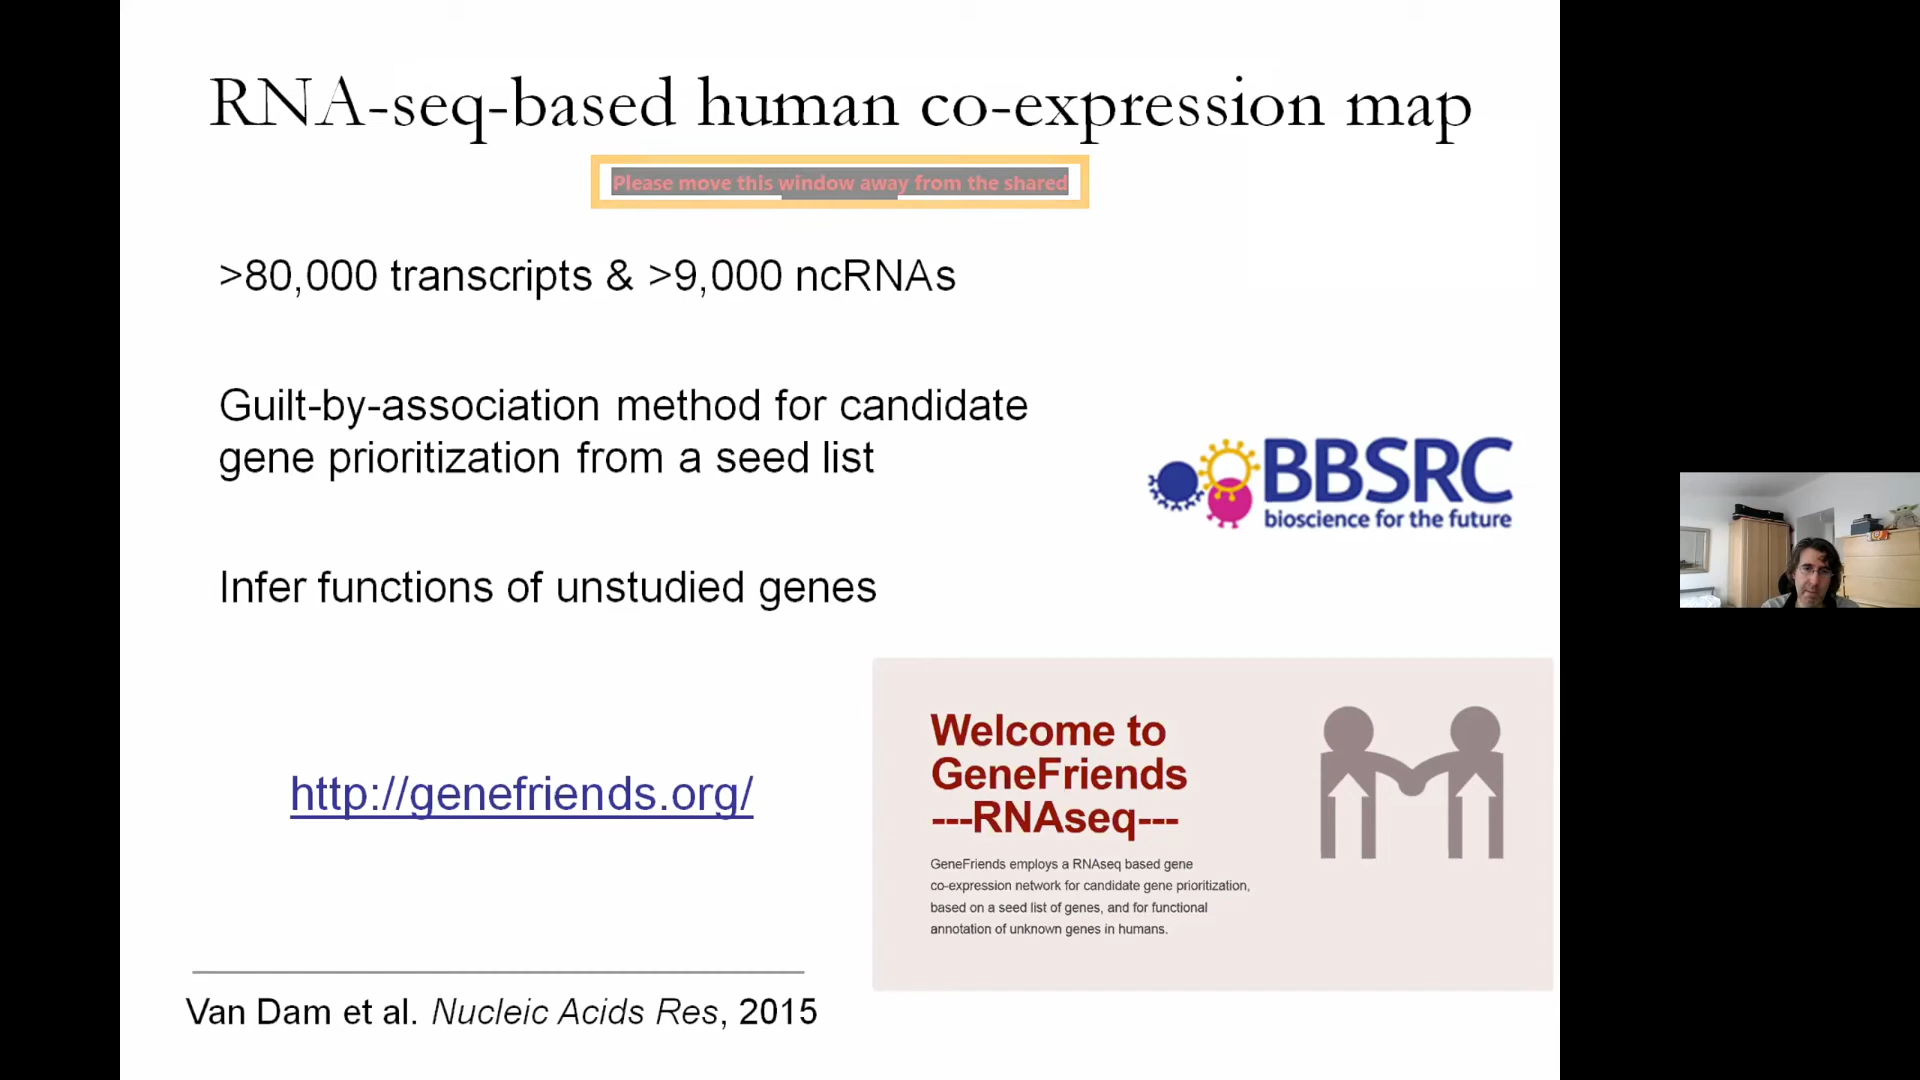 RNA-seq-based human co-expression map
Please move this window away from the shared
>80,000 transcripts & >9,000 ncRNAs
Guilt-by-association method for candidate
gene prioritization from a seed list
BBSRC
bioscience for the future
Infer functions of unstudied genes
Welcome to
GeneFriends
---RNAseq---
GeneFriends employs a RNAseq based gene
co-expression network for candidate gene prioritization,
based on a seed list of genes, and for functional
annotation of unknown genes in humans.
http://genefriends.org/
Van Dam et al. Nucleic Acids Res, 2015